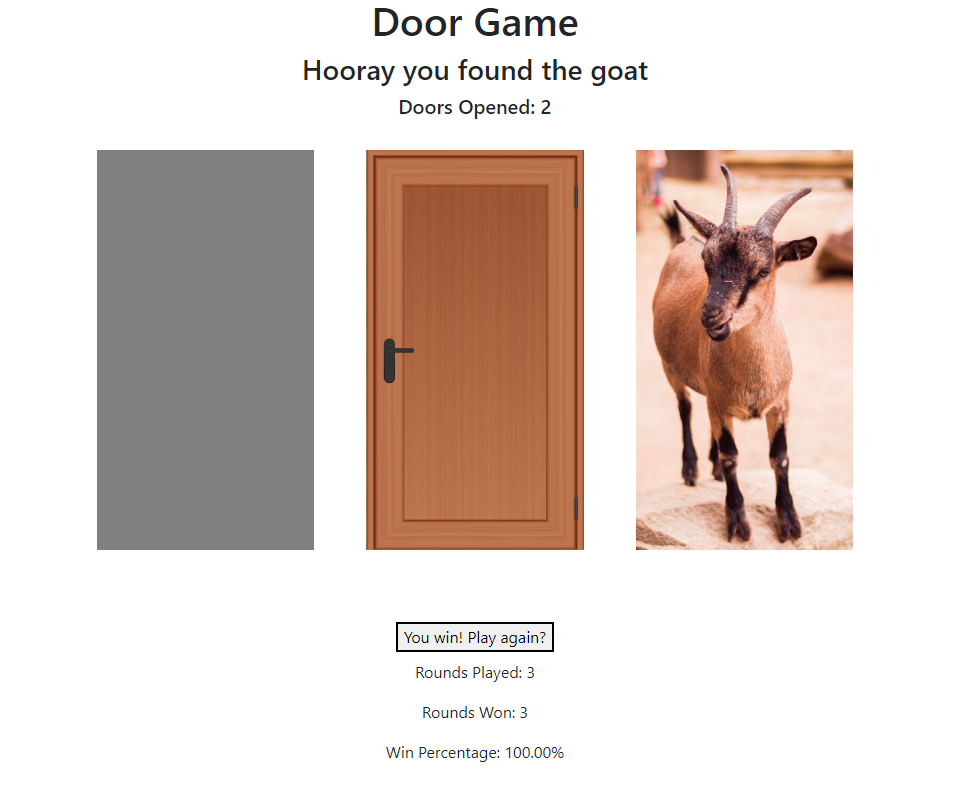 Door Game
Hooray you found the goat
Doors Opened: 2
You win! Play again?
Rounds Played: 3
Rounds Won: 3
Win Percentage: 100.00%